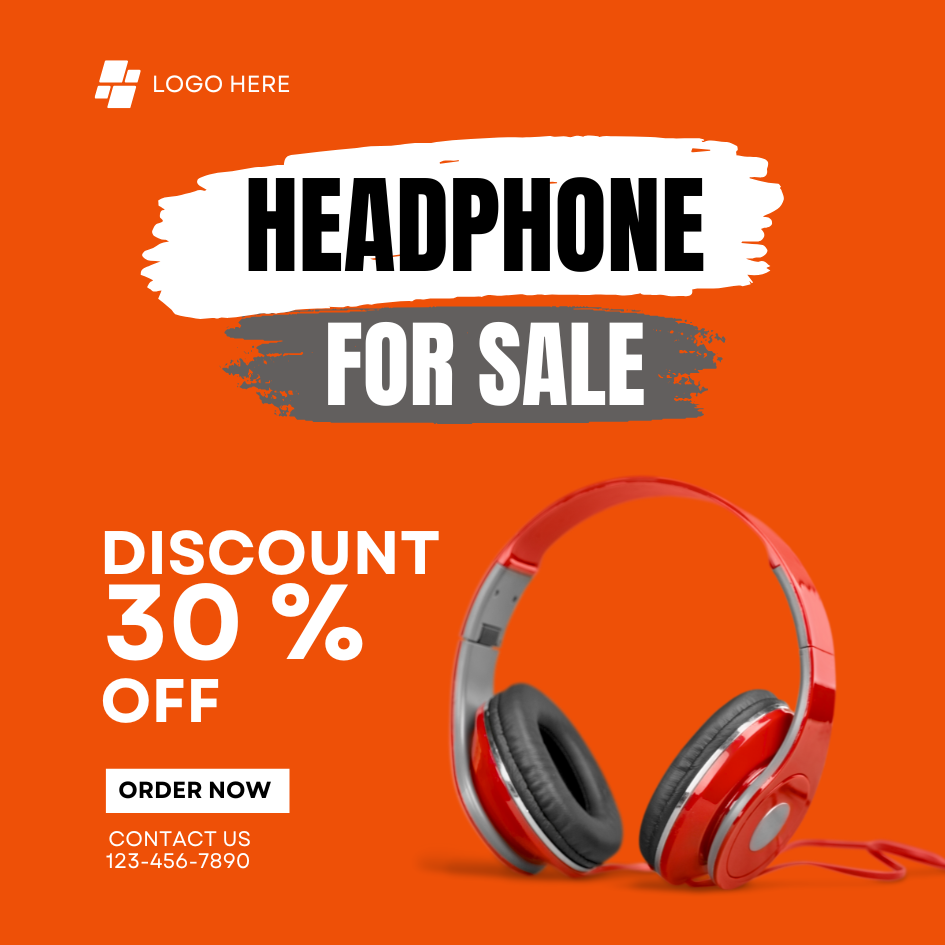 LOGO HERE
HEADPHONE
FOR SALE
DISCOUNT
30 %
OFF
ORDER NOW
CONTACT US
123-456-7890